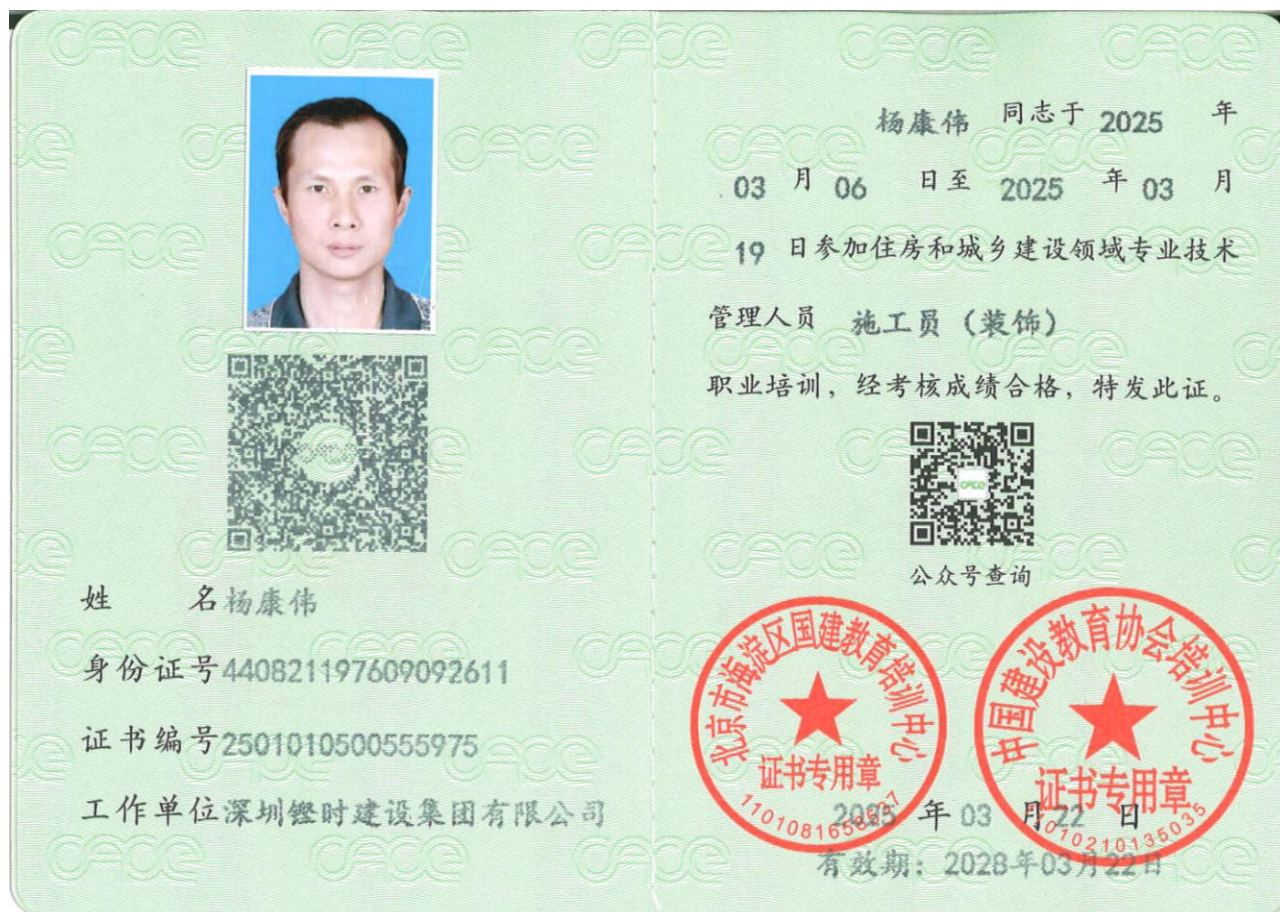 姓 名 杨康伟
身份证号 440821197609092611
证书编号 2501010500555975
工作单位 深圳铿时建设集团有限公司
杨康伟 同志于 2025 年
03 月 06 日至 2025 年 03 月
19 日参加住房和城乡建设领域专业技术
管理人员 施工员（装饰）
职业培训，经考核成绩合格，特发此证。
公众号查询
北京市海淀区国建教育培训中心
证书专用章
中国建设教育协会培训中心
证书专用章
11010210135035
2025 年 03 月 22 日
有效期：2028年03月22日